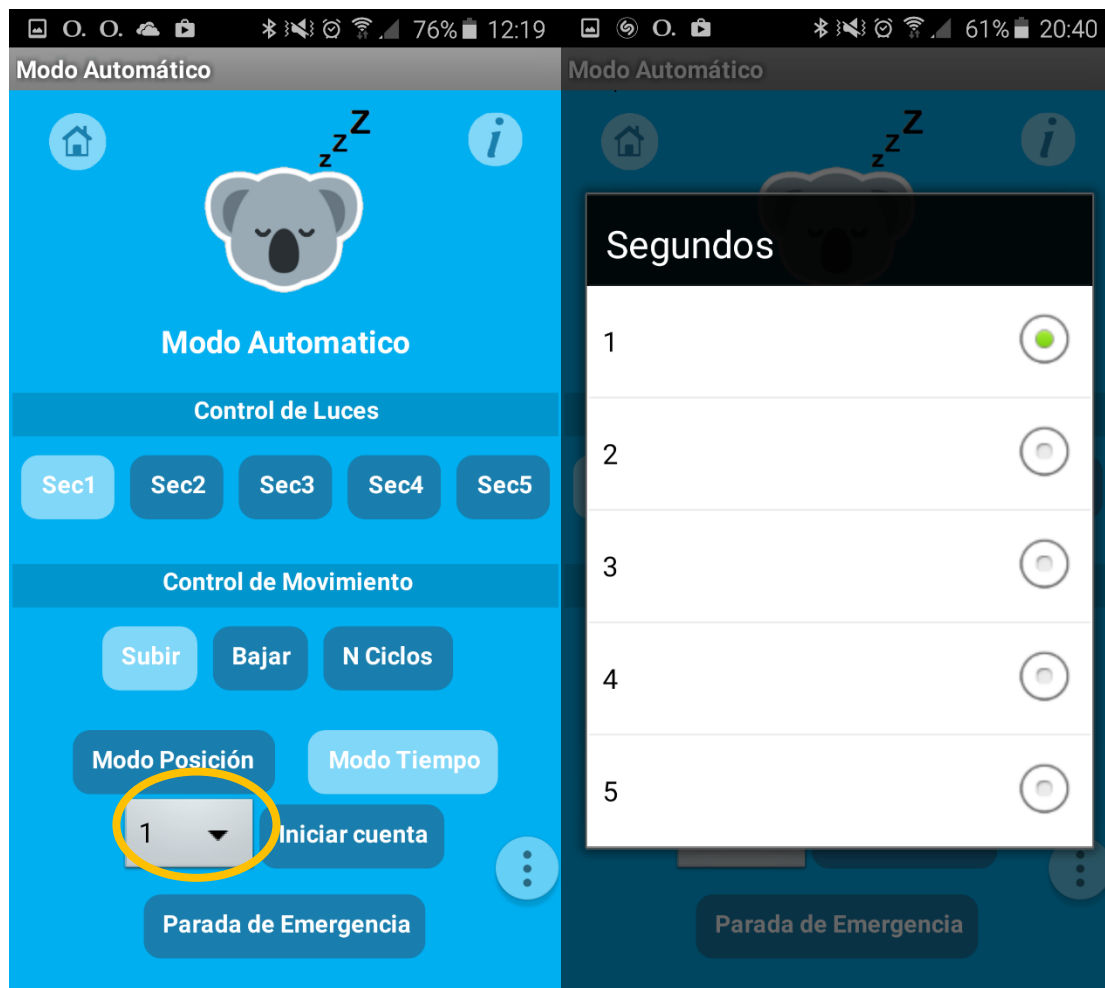 O. O. 76% 12:19
Modo Automático
i
z z Z
Modo Automatico
Control de Luces
Sec1 Sec2 Sec3 Sec4 Sec5
Control de Movimiento
Subir Bajar N Ciclos
Modo Posición Modo Tiempo
1 Iniciar cuenta
Parada de Emergencia
O. 61% 20:40
Modo Automático
i
z z Z
Segundos
1
2
3
4
5
Parada de Emergencia